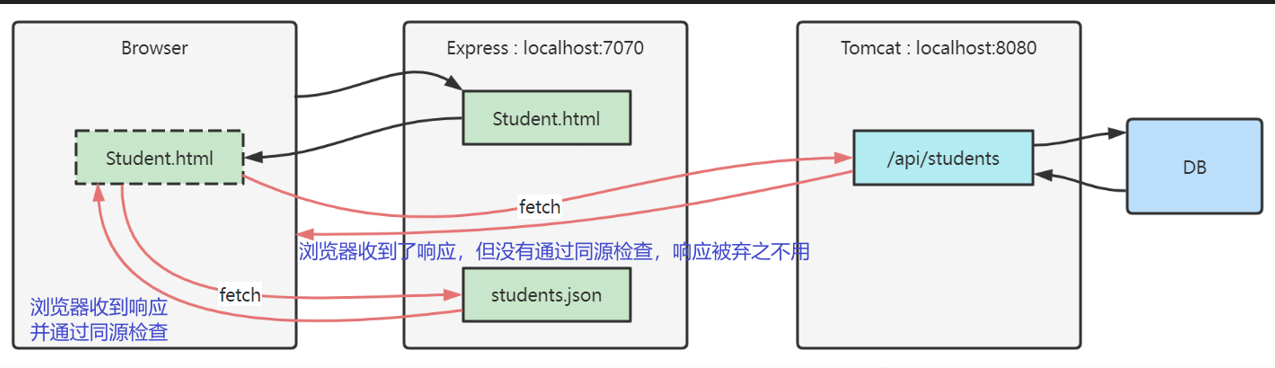 Browser
Express : localhost:7070
Tomcat : localhost:8080
Student.html
Student.html
/api/students
DB
fetch
浏览器收到了响应，但没有通过同源检查，响应被弃之不用
fetch
students.json
浏览器收到响应
并通过同源检查